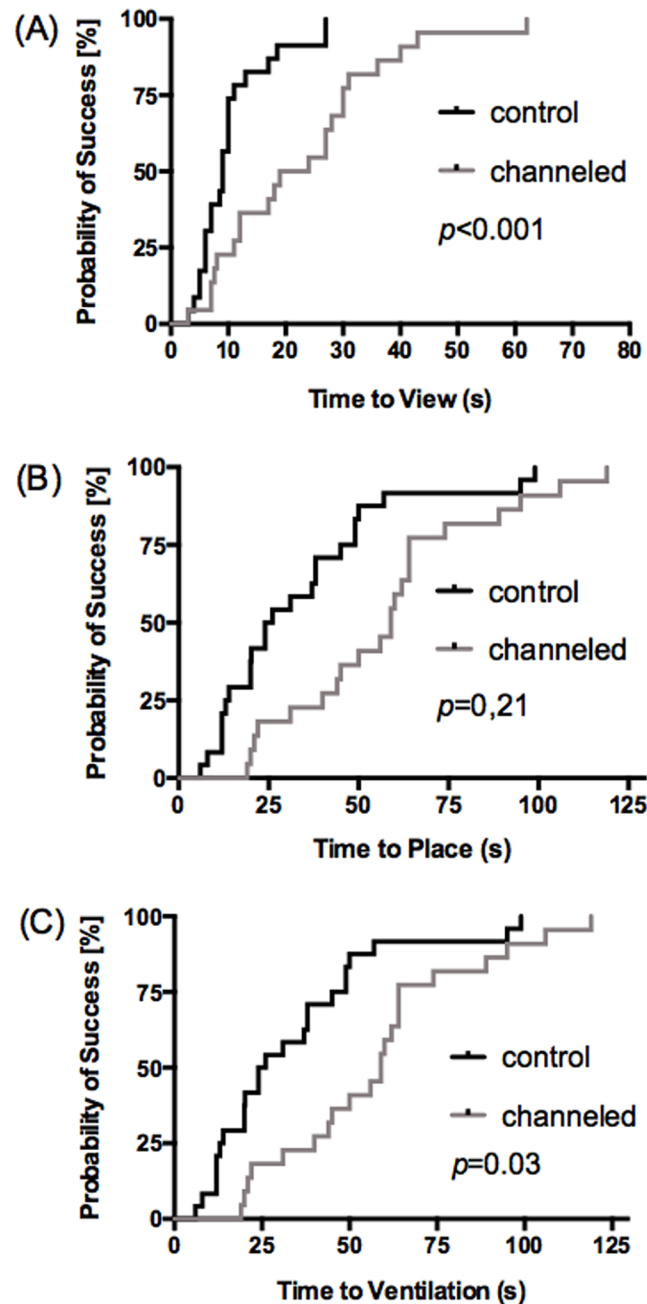 (A)
Probability of Success [%]
100
75
50
25
0
control
channeled
p<0.001
0 10 20 30 40 50 60 70 80
Time to View (s)
(B)
Probability of Success [%]
100
75
50
25
0
control
channeled
p=0,21
0 25 50 75 100 125
Time to Place (s)
(C)
Probability of Success [%]
100
75
50
25
0
control
channeled
p=0.03
0 25 50 75 100 125
Time to Ventilation (s)